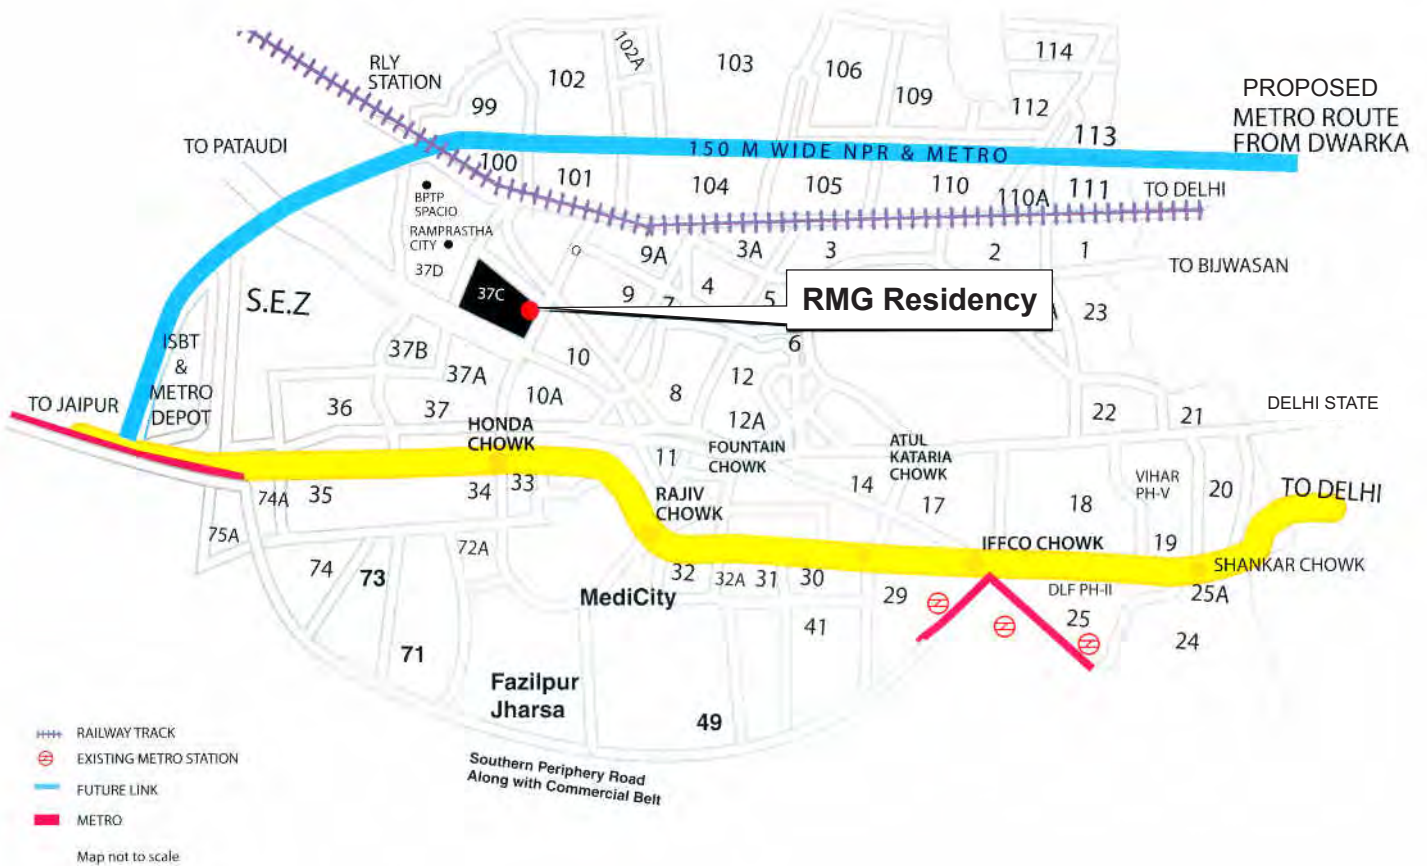 102A
114
RLY
STATION
102
103
106
PROPOSED
METRO ROUTE
FROM DWARKA
99
109
112
113
TO PATAUDI
150 M WIDE NPR & METRO
100
101
104
105
110
110A
111
TO DELHI
BPTP
SPACIO
RAMPRASTHA
CITY
9A
3A
3
2
1
TO BIJWASAN
37D
37C
9
7
4
5
RMG Residency
23
S.E.Z
6
ISBT
&
METRO
DEPOT
37B
37A
10
12
8
10A
TO JAIPUR
36
37
12A
22
21
DELHI STATE
HONDA
CHOWK
FOUNTAIN
CHOWK
ATUL
KATARIA
CHOWK
11
74A
35
34
33
RAJIV
CHOWK
14
17
18
VIHAR
PH-V
20
TO DELHI
75A
72A
IFFCO CHOWK
19
SHANKAR CHOWK
74
73
32
32A
31
30
29
DLF PH-II
25A
MediCity
41
25
24
71
Fazilpur
Jharsa
49
RAILWAY TRACK
EXISTING METRO STATION
FUTURE LINK
METRO
Map not to scale
Southern Periphery Road
Along with Commercial Belt